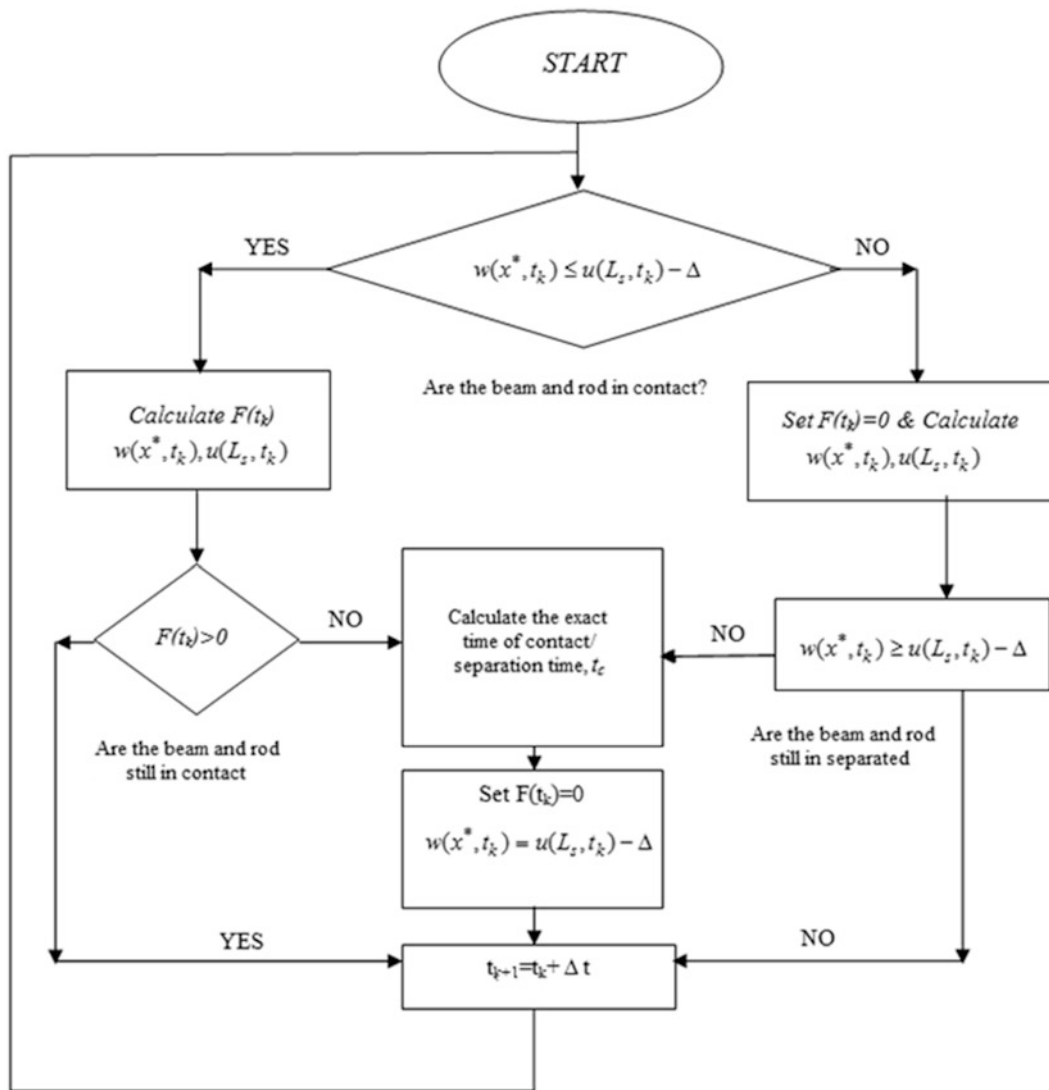 START
YES
NO
w(x*,t_k) ≤ u(L_s,t_k) − Δ
Are the beam and rod in contact?
Calculate F(t_k)
w(x*,t_k),u(L_s,t_k)
Set F(t_k)=0 & Calculate
w(x*,t_k),u(L_s,t_k)
F(t_k)>0
NO
Calculate the exact
time of contact/
separation time, t_c
NO
w(x*,t_k) ≥ u(L_s,t_k) − Δ
Are the beam and rod
still in contact
Are the beam and rod
still in separated
Set F(t_k)=0
w(x*,t_k) = u(L_s,t_k) − Δ
YES
NO
t_k+1=t_k+ Δ t